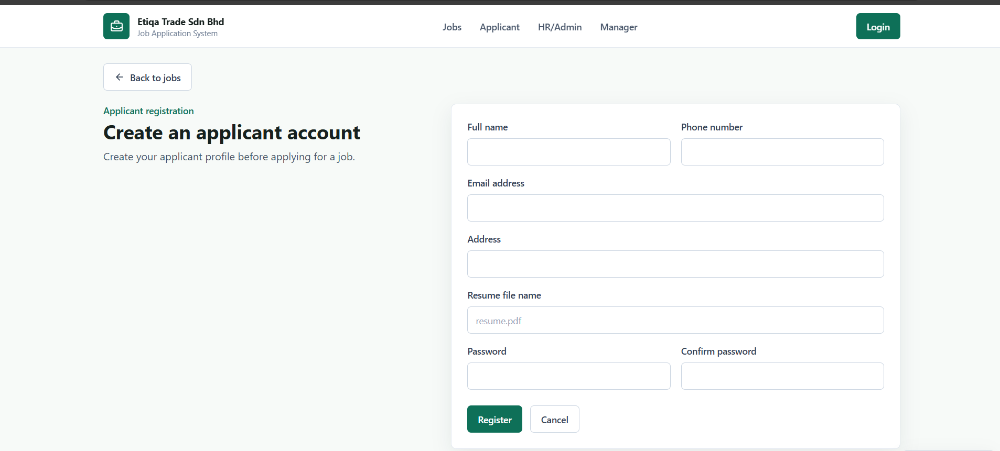 Etiqa Trade Sdn Bhd
Job Application System
Jobs
Applicant
HR/Admin
Manager
Login
Back to jobs
Applicant registration
Create an applicant account
Create your applicant profile before applying for a job.
Full name
Phone number
Email address
Address
Resume file name
resume.pdf
Password
Confirm password
Register
Cancel